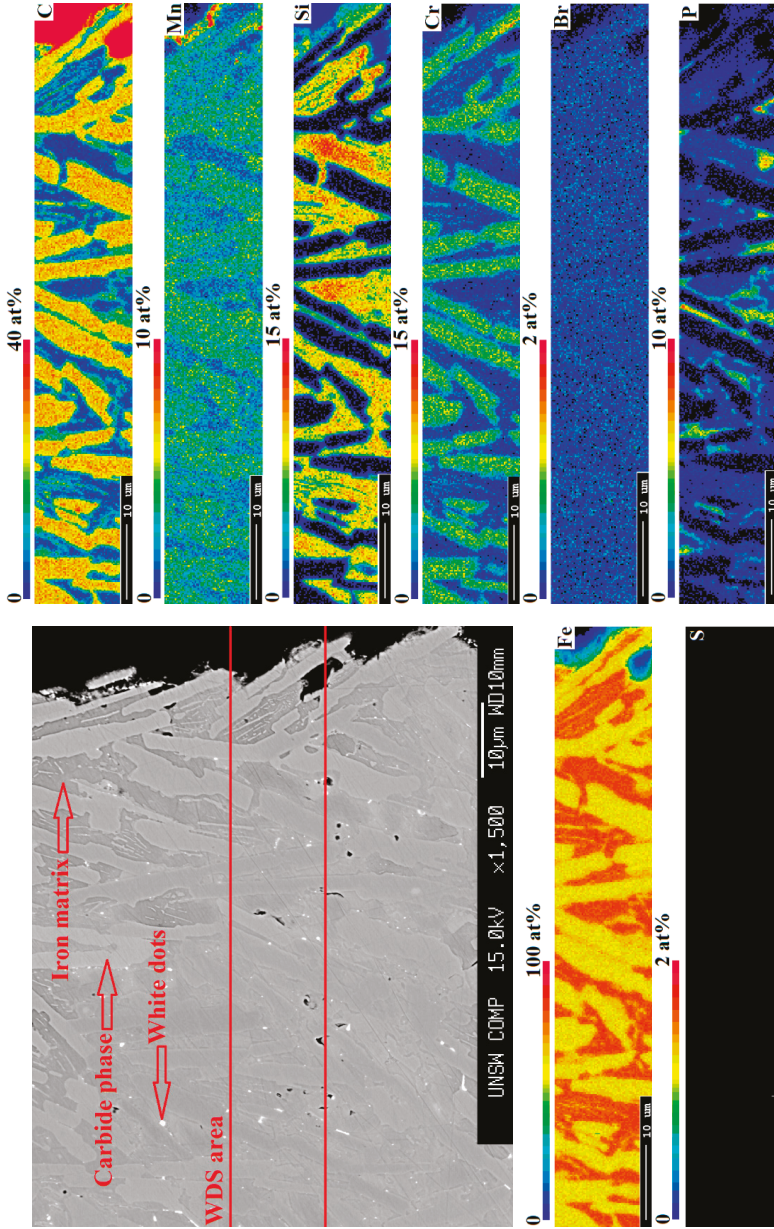 Iron matrix
Carbide phase
White dots
WDS area
UNSW COMP 15.0kV ×1,500 10µm WD10mm
0 100 at%
Fe
10 um
0 2 at%
S
0 40 at%
C
10 um
0 10 at%
Mn
10 um
0 15 at%
Si
10 um
0 15 at%
Cr
10 um
0 2 at%
Br
10 um
0 10 at%
P
10 um